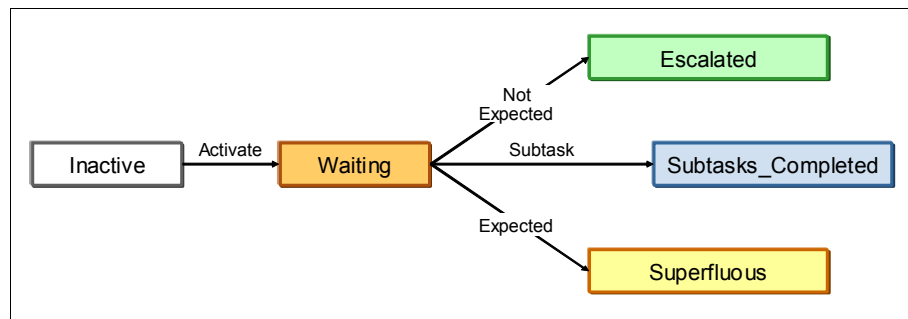 Escalated
Not
Expected
Inactive
Activate
Waiting
Subtask
Subtasks_Completed
Expected
Superfluous